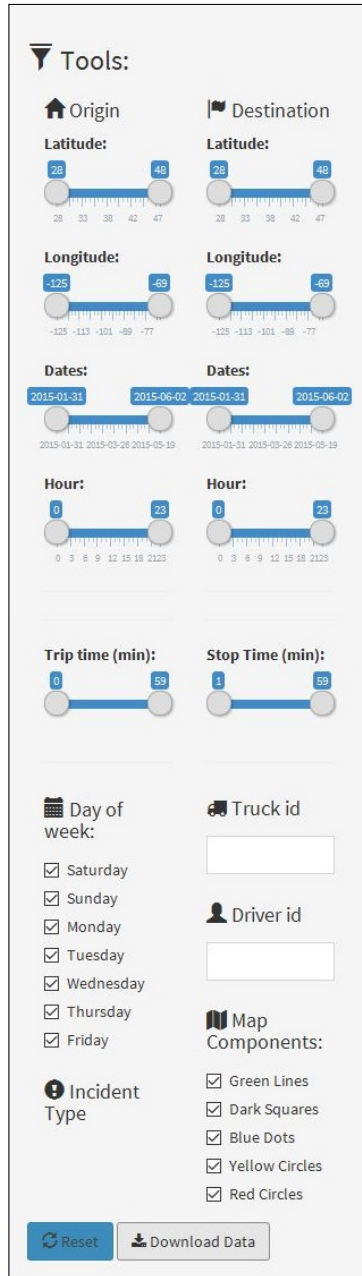 Tools:
Origin Destination
Latitude: Latitude:
28 48 28 48
28 33 38 42 47 28 33 38 42 47
Longitude: Longitude:
-125 -69 -125 -69
-125 -113 -101 -89 -77 -125 -113 -101 -89 -77
Dates: Dates:
2015-01-31 2015-06-02 2015-01-31 2015-06-02
2015-01-31 2015-03-26 2015-05-19 2015-01-31 2015-03-26 2015-05-19
Hour: Hour:
0 23 0 23
0 3 6 9 12 15 18 2123 0 3 6 9 12 15 18 2123
Trip time (min): Stop Time (min):
0 59 1 59
Day of
week:
Saturday
Sunday
Monday
Tuesday
Wednesday
Thursday
Friday
Incident
Type
Truck id
Driver id
Map
Components:
Green Lines
Dark Squares
Blue Dots
Yellow Circles
Red Circles
Reset Download Data